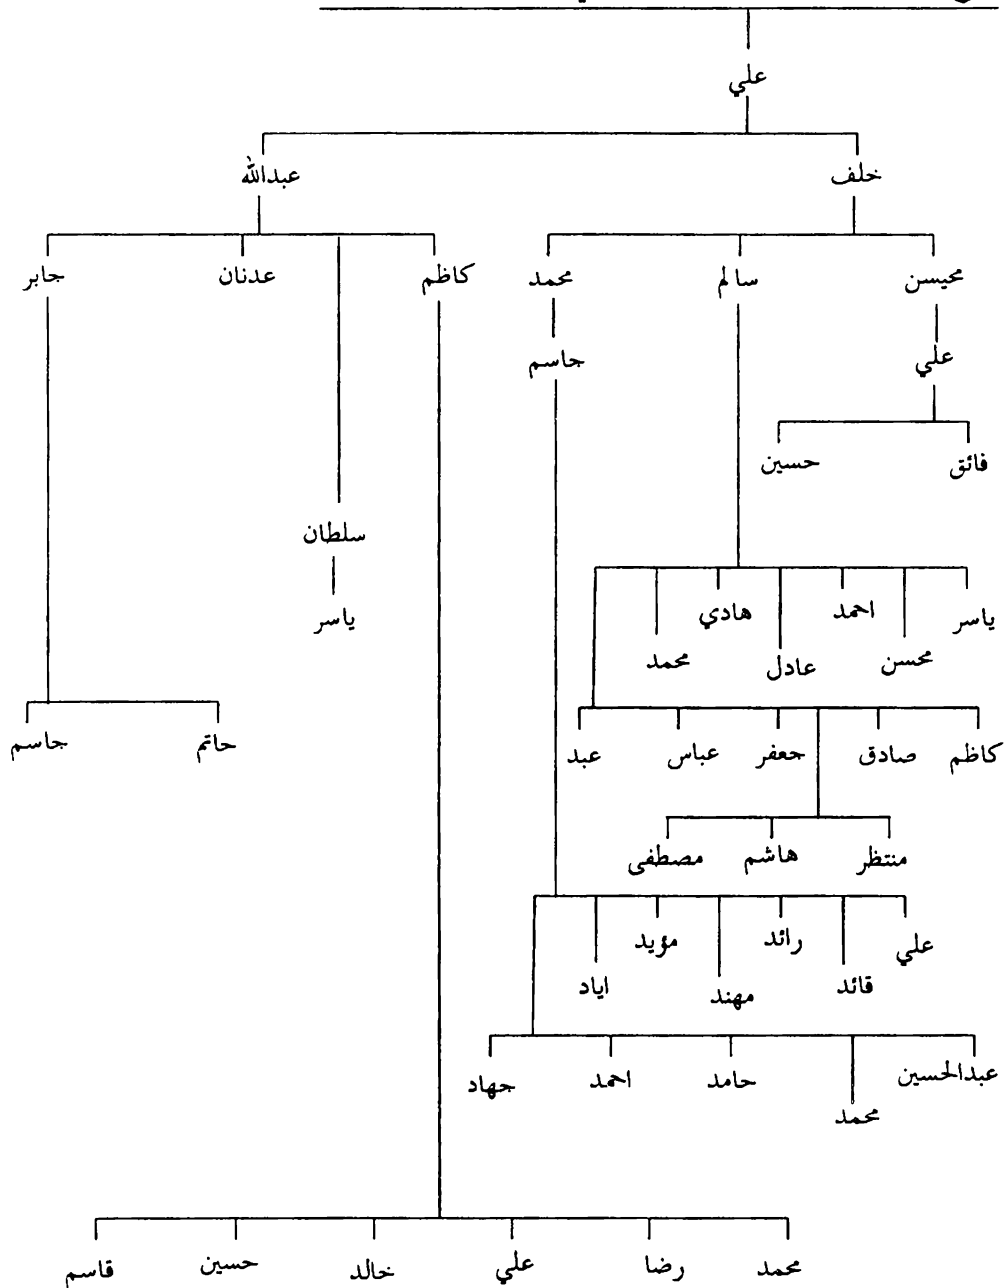 علي
خلف عبدالله
محيسن سالم محمد كاظم عدنان جابر
علي جاسم
فائق حسين
سلطان
ياسر احمد هادي ياسر
محسن عادل محمد
كاظم صادق جعفر عباس عبد حاتم جاسم
منتظر هاشم مصطفى
علي رائد مؤيد
قائد مهند اياد
عبدالحسين حامد احمد جهاد
محمد
محمد رضا علي خالد حسين قاسم